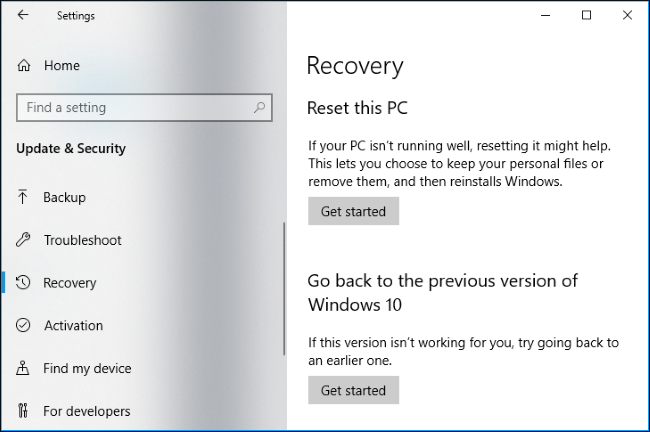 Settings
Home
Find a setting
Update & Security
Backup
Troubleshoot
Recovery
Activation
Find my device
For developers
Recovery
Reset this PC
If your PC isn't running well, resetting it might help.
This lets you choose to keep your personal files or
remove them, and then reinstalls Windows.
Get started
Go back to the previous version of
Windows 10
If this version isn't working for you, try going back to
an earlier one.
Get started